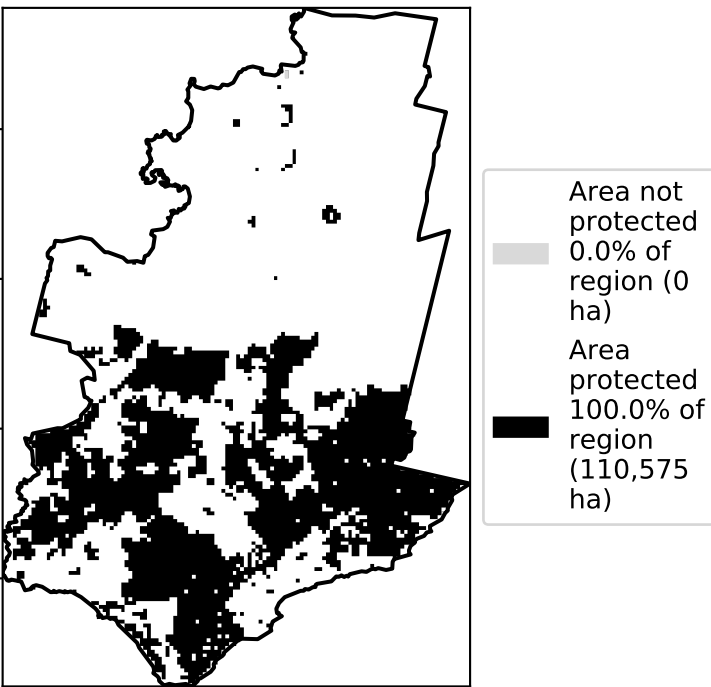 Area not
protected
0.0% of
region (0
ha)
Area
protected
100.0% of
region
(110,575
ha)